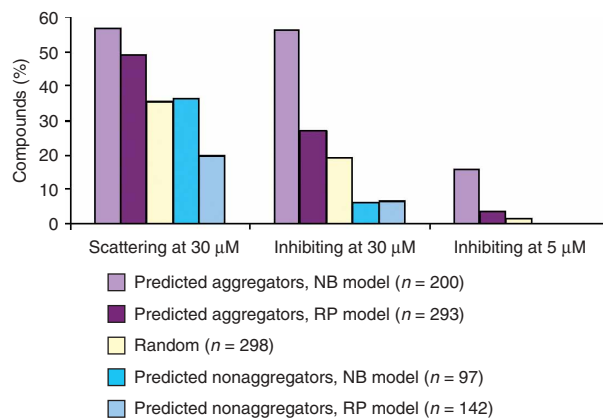 60
50
40
30
20
10
0
Compounds (%)
Scattering at 30 μM
Inhibiting at 30 μM
Inhibiting at 5 μM
Predicted aggregators, NB model (n = 200)
Predicted aggregators, RP model (n = 293)
Random (n = 298)
Predicted nonaggregators, NB model (n = 97)
Predicted nonaggregators, RP model (n = 142)